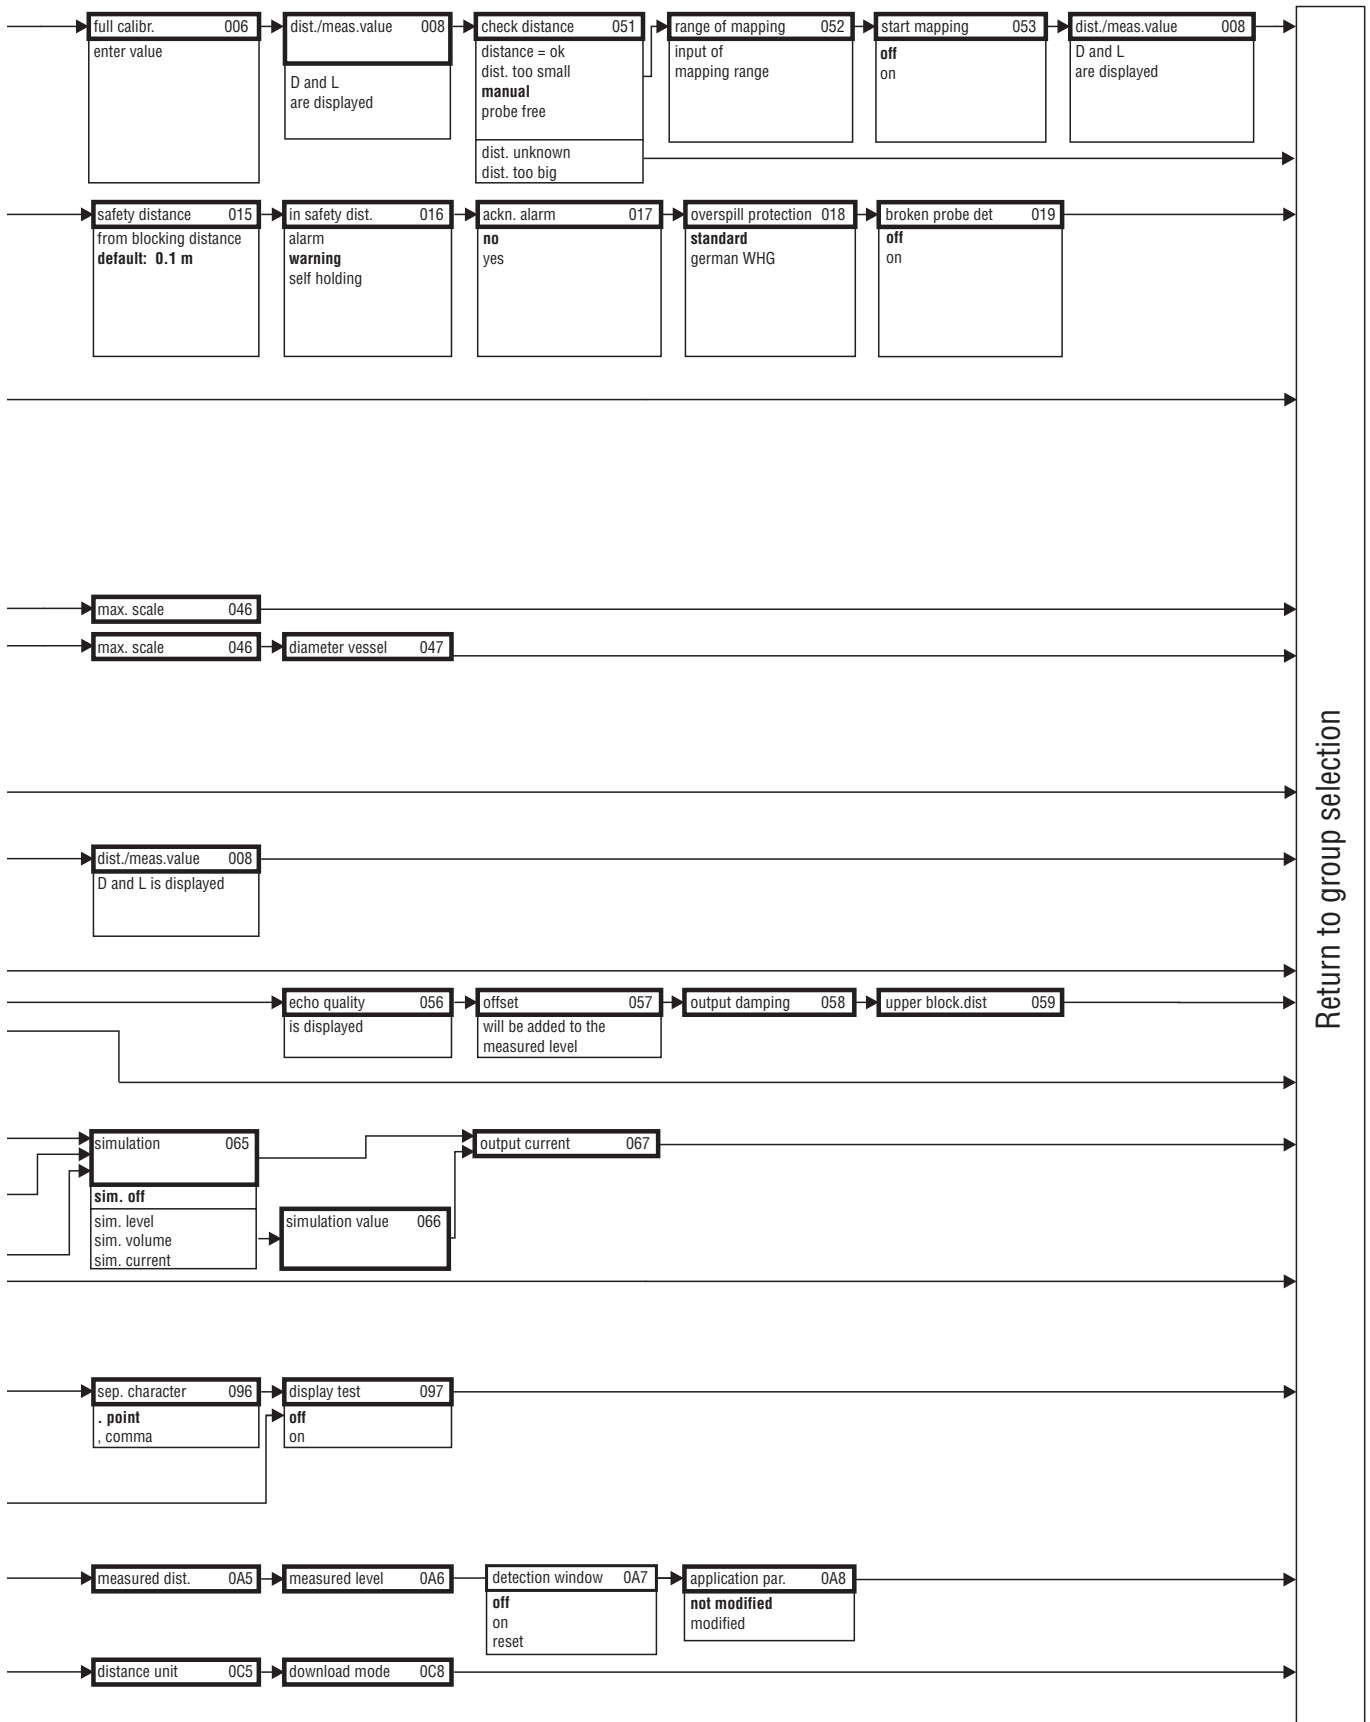 full calibr. 006
enter value
dist./meas.value 008
D and L
are displayed
check distance 051
distance = ok
dist. too small
manual
probe free
dist. unknown
dist. too big
range of mapping 052
input of
mapping range
start mapping 053
off
on
dist./meas.value 008
D and L
are displayed
safety distance 015
from blocking distance
default: 0.1 m
in safety dist. 016
alarm
warning
self holding
ackn. alarm 017
no
yes
overspill protection 018
standard
german WHG
broken probe det 019
off
on
max. scale 046
max. scale 046
diameter vessel 047
dist./meas.value 008
D and L is displayed
echo quality 056
is displayed
offset 057
will be added to the
measured level
output damping 058
upper block.dist 059
simulation 065
sim. off
sim. level
sim. volume
sim. current
simulation value 066
output current 067
sep. character 096
. point
, comma
display test 097
off
on
measured dist. 0A5
measured level 0A6
detection window 0A7
off
on
reset
application par. 0A8
not modified
modified
distance unit 0C5
download mode 0C8
Return to group selection